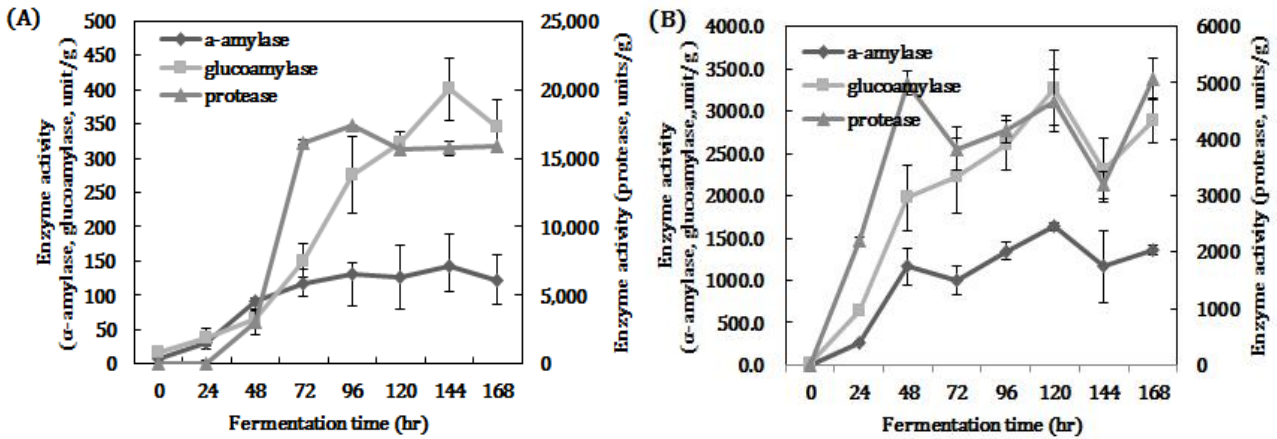 (A)
Enzyme activity
(α-amylase, glucoamylase, unit/g)
500
450
400
350
300
250
200
150
100
50
0
a-amylase
glucoamylase
protease
25,000
20,000
15,000
10,000
5,000
0
Enzyme activity (protease, units/g)
0 24 48 72 96 120 144 168
Fermentation time (hr)
(B)
Enzyme activity
(α-amylase, glucoamylase,,unit/g)
4000.0
3500.0
3000.0
2500.0
2000.0
1500.0
1000.0
500.0
0.0
a-amylase
glucoamylase
protease
6000
5000
4000
3000
2000
1000
0
Enzyme activity (protease, units/g)
0 24 48 72 96 120 144 168
Fermentation time (hr)